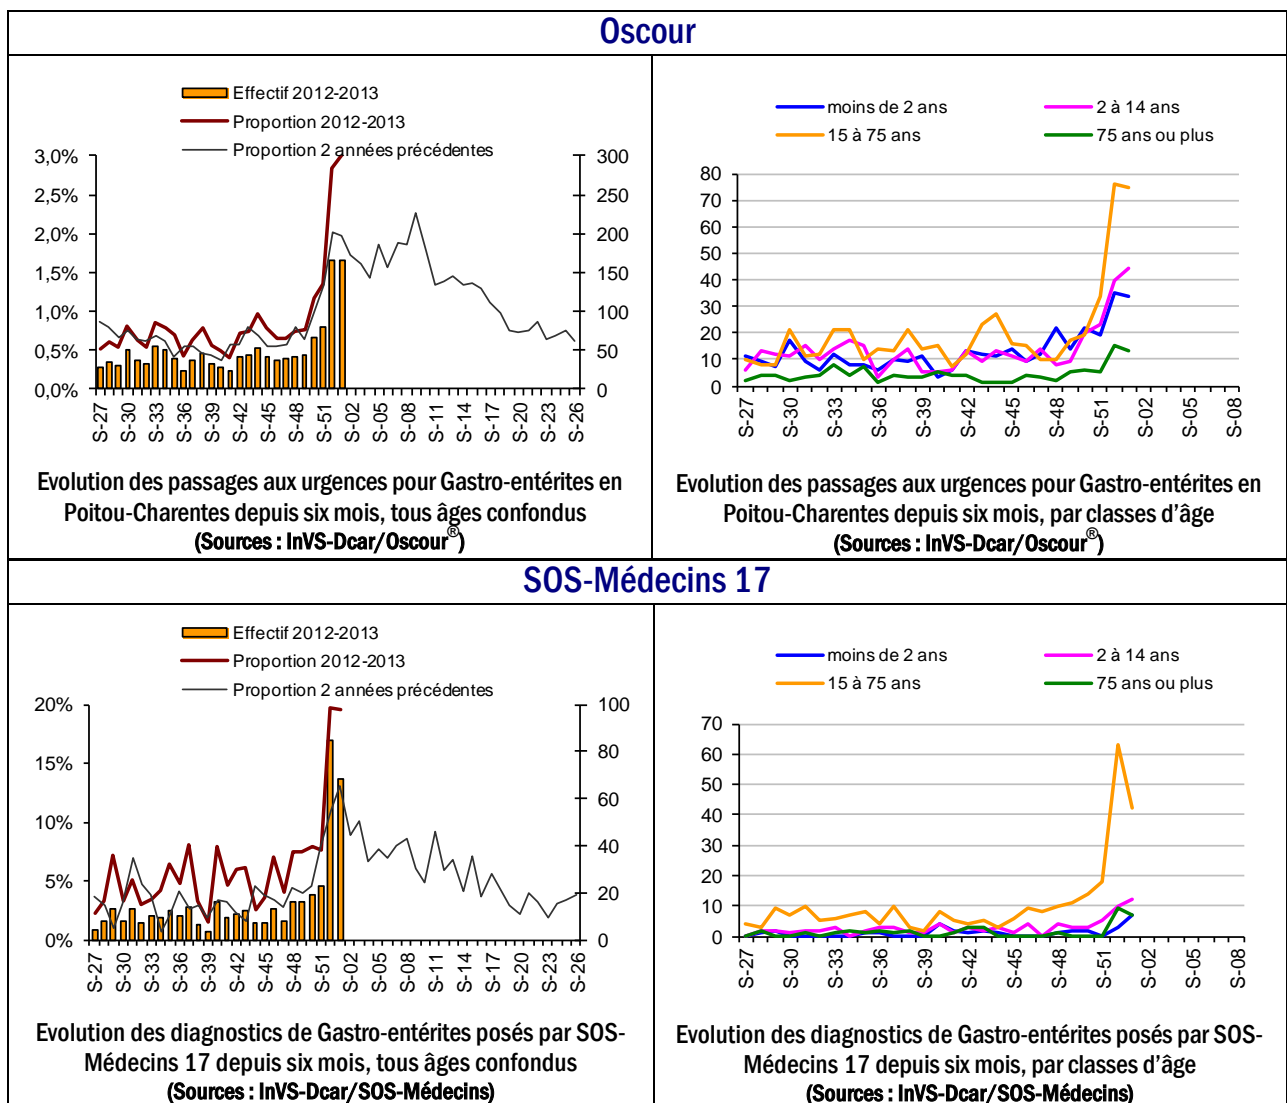 Oscour
Effectif 2012-2013
Proportion 2012-2013
Proportion 2 années précédentes
3,0%
2,5%
2,0%
1,5%
1,0%
0,5%
0,0%
300
250
200
150
100
50
0
S-27
S-30
S-33
S-36
S-39
S-42
S-45
S-48
S-51
S-02
S-05
S-08
S-11
S-14
S-17
S-20
S-23
S-26
Evolution des passages aux urgences pour Gastro-entérites en
Poitou-Charentes depuis six mois, tous âges confondus
(Sources : InVS-Dcar/Oscour®)
moins de 2 ans
2 à 14 ans
15 à 75 ans
75 ans ou plus
80
70
60
50
40
30
20
10
0
S-27
S-30
S-33
S-36
S-39
S-42
S-45
S-48
S-51
S-02
S-05
S-08
Evolution des passages aux urgences pour Gastro-entérites en
Poitou-Charentes depuis six mois, par classes d’âge
(Sources : InVS-Dcar/Oscour®)
SOS-Médecins 17
Effectif 2012-2013
Proportion 2012-2013
Proportion 2 années précédentes
20%
15%
10%
5%
0%
100
80
60
40
20
0
S-27
S-30
S-33
S-36
S-39
S-42
S-45
S-48
S-51
S-02
S-05
S-08
S-11
S-14
S-17
S-20
S-23
S-26
Evolution des diagnostics de Gastro-entérites posés par SOS-
Médecins 17 depuis six mois, tous âges confondus
(Sources : InVS-Dcar/SOS-Médecins)
moins de 2 ans
2 à 14 ans
15 à 75 ans
75 ans ou plus
70
60
50
40
30
20
10
0
S-27
S-30
S-33
S-36
S-39
S-42
S-45
S-48
S-51
S-02
S-05
S-08
Evolution des diagnostics de Gastro-entérites posés par SOS-
Médecins 17 depuis six mois, par classes d’âge
(Sources : InVS-Dcar/SOS-Médecins)